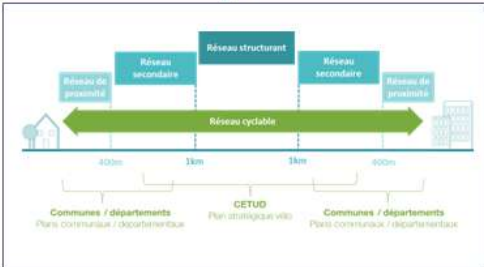 Réseau structurant
Réseau
secondaire
Réseau
secondaire
Réseau de
proximité
Réseau de
proximité
Réseau cyclable
400m
1km
1km
400m
Communes / départements
Plans communaux / départementaux
CETUD
Plan stratégique vélo
Communes / départements
Plans communaux / départementaux